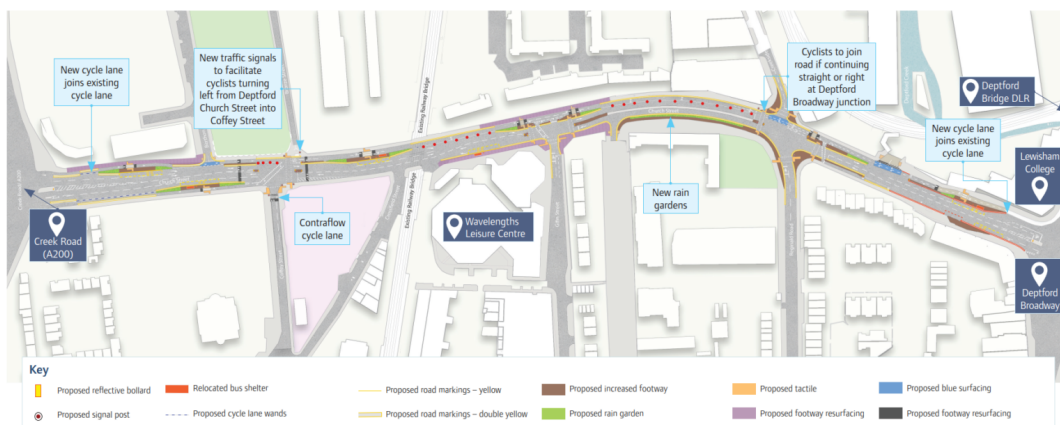 New cycle lane
joins existing
cycle lane
New traffic signals
to facilitate
cyclists turning
left from Deptford
Church Street into
Coffey Street
Existing Railway Bridge
Cyclists to join
road if continuing
straight or right
at Deptford
Broadway junction
Deptford
Bridge DLR
New cycle lane
joins existing
cycle lane
Lewisham
College
Creek Road
(A200)
Contraflow
cycle lane
Existing Railway Bridge
Wavelengths
Leisure Centre
New rain
gardens
Deptford
Broadway
Key
Proposed reflective bollard
Relocated bus shelter
Proposed road markings – yellow
Proposed increased footway
Proposed tactile
Proposed blue surfacing
Proposed signal post
Proposed cycle lane wands
Proposed road markings – double yellow
Proposed rain garden
Proposed footway resurfacing
Proposed footway resurfacing